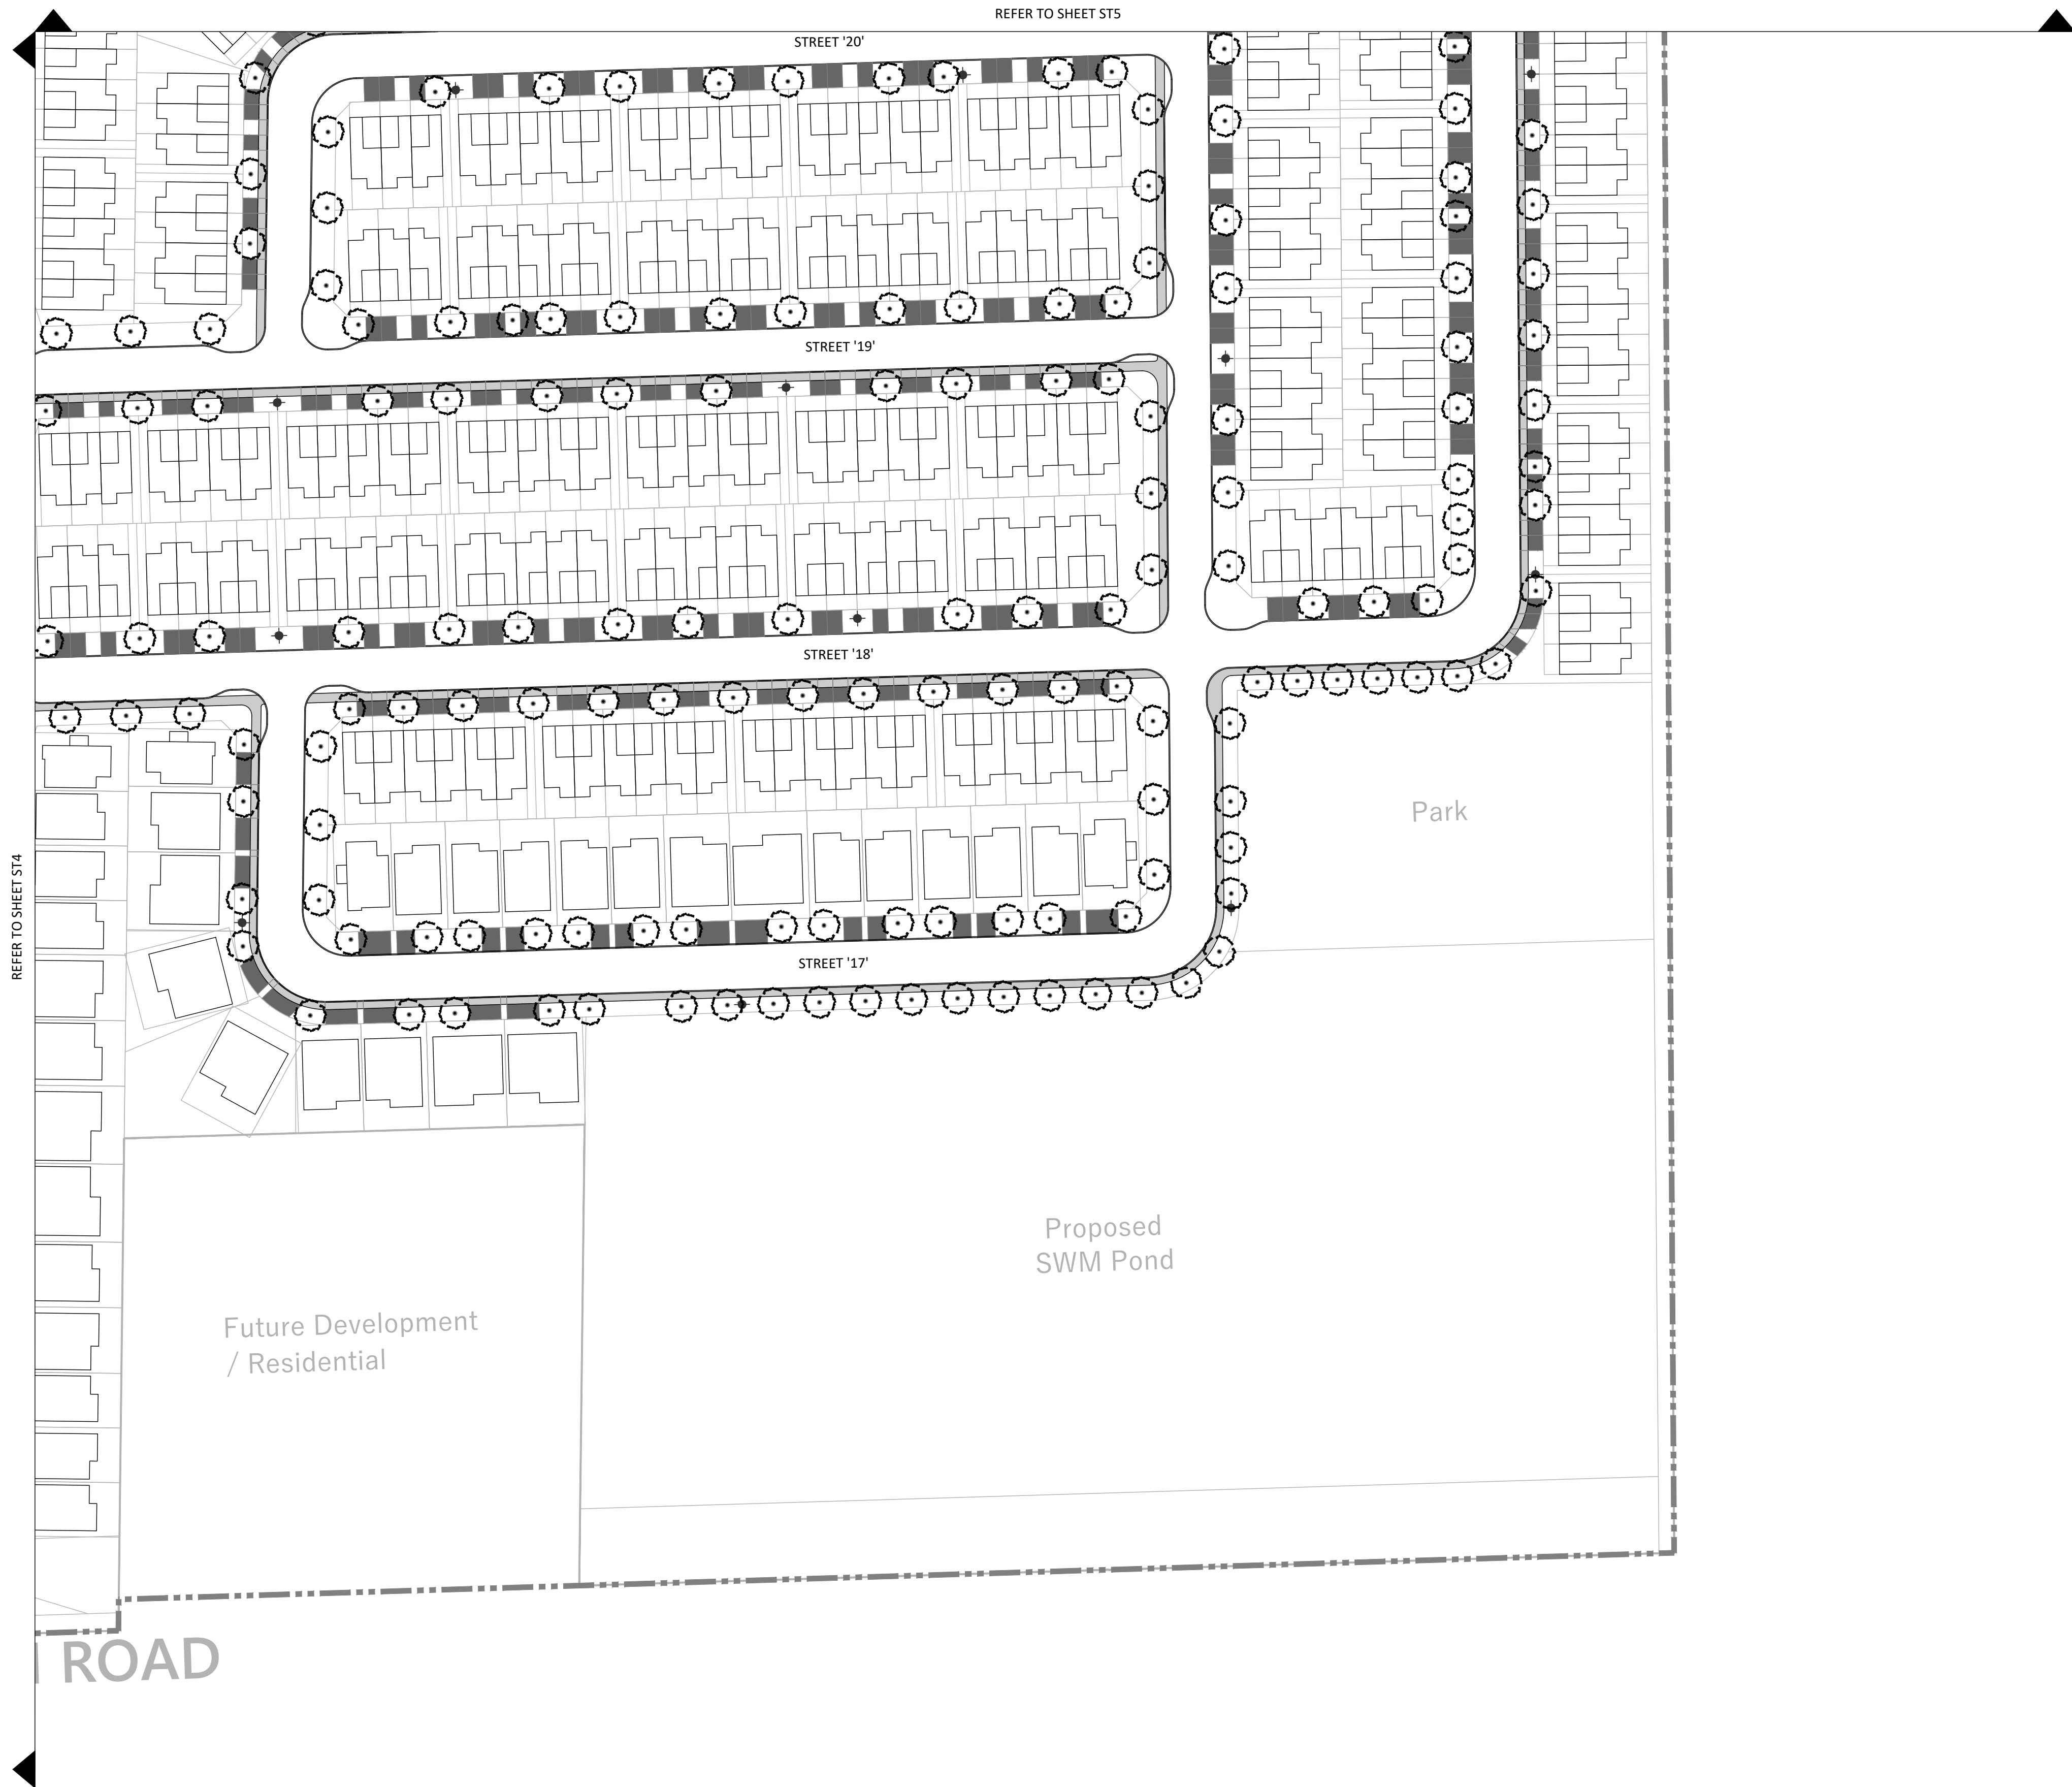 REFER TO SHEET ST5
STREET '20'
STREET '19'
STREET '18'
Park
REFER TO SHEET ST4
STREET '17'
Proposed
SWM Pond
Future Development
/ Residential
ROAD